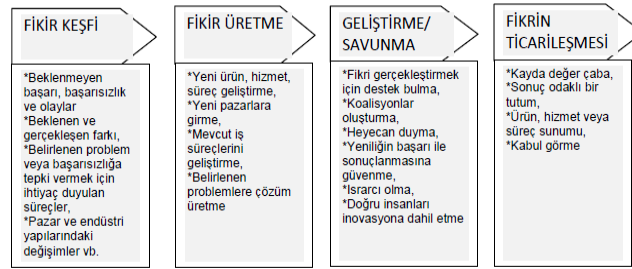 FİKİR KEŞFİ
*Beklenmeyen
başarı, başarısızlık
ve olaylar
*Beklenen ve
gerçekleşen farkı,
*Belirlenen problem
veya başarısızlığa
tepki vermek için
ihtiyaç duyulan
süreçler,
*Pazar ve endüstri
yapılarındaki
değişimler vb.
FİKİR ÜRETME
*Yeni ürün, hizmet,
süreç geliştirme,
*Yeni pazarlara
girme,
*Mevcut iş
süreçlerini
geliştirme,
*Belirlenen
problemlere çözüm
üretme
GELİŞTİRME/
SAVUNMA
*Fikri gerçekleştirmek
için destek bulma,
*Koalisyonlar
oluşturma,
*Heyecan duyma,
*Yeniliğin başarı ile
sonuçlanmasına
güvenme,
*Israrcı olma,
*Doğru insanları
inovasyona dahil etme
FİKRİN
TİCARİLEŞMESİ
*Kayda değer çaba,
*Sonuç odaklı bir
tutum,
*Ürün, hizmet veya
süreç sunumu,
*Kabul görme